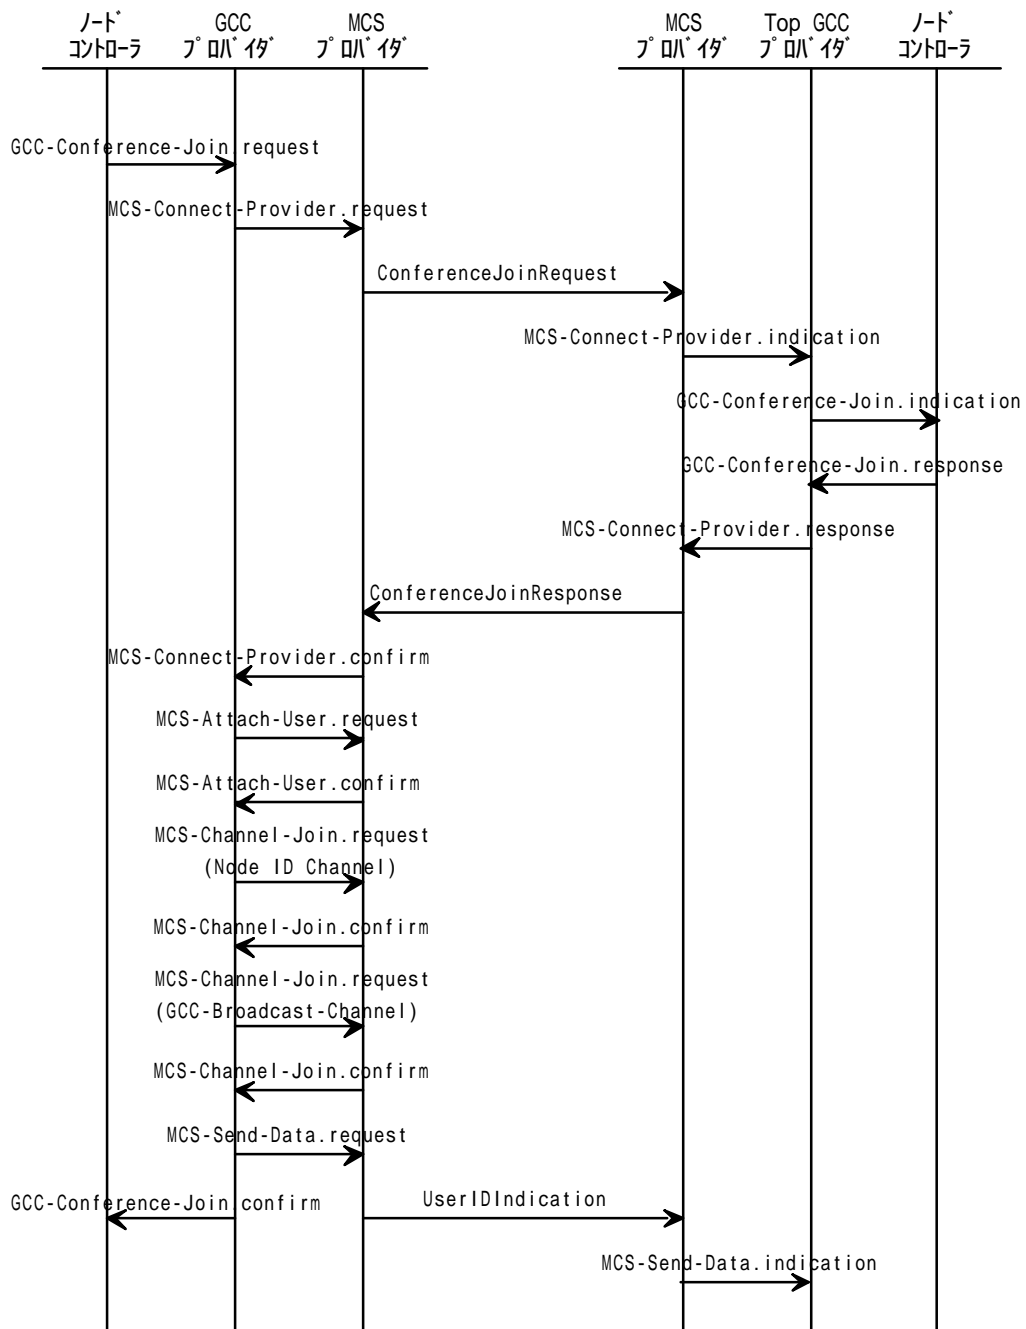 ノード
コントローラ
GCC
プロバイダ
MCS
プロバイダ
MCS
プロバイダ
Top GCC
プロバイダ
ノード
コントローラ
GCC-Conference-Join.request
MCS-Connect-Provider.request
ConferenceJoinRequest
MCS-Connect-Provider.indication
GCC-Conference-Join.indication
GCC-Conference-Join.response
MCS-Connect-Provider.response
ConferenceJoinResponse
MCS-Connect-Provider.confirm
MCS-Attach-User.request
MCS-Attach-User.confirm
MCS-Channel-Join.request
(Node ID Channel)
MCS-Channel-Join.confirm
MCS-Channel-Join.request
(GCC-Broadcast-Channel)
MCS-Channel-Join.confirm
MCS-Send-Data.request
GCC-Conference-Join.confirm
UserIDIndication
MCS-Send-Data.indication